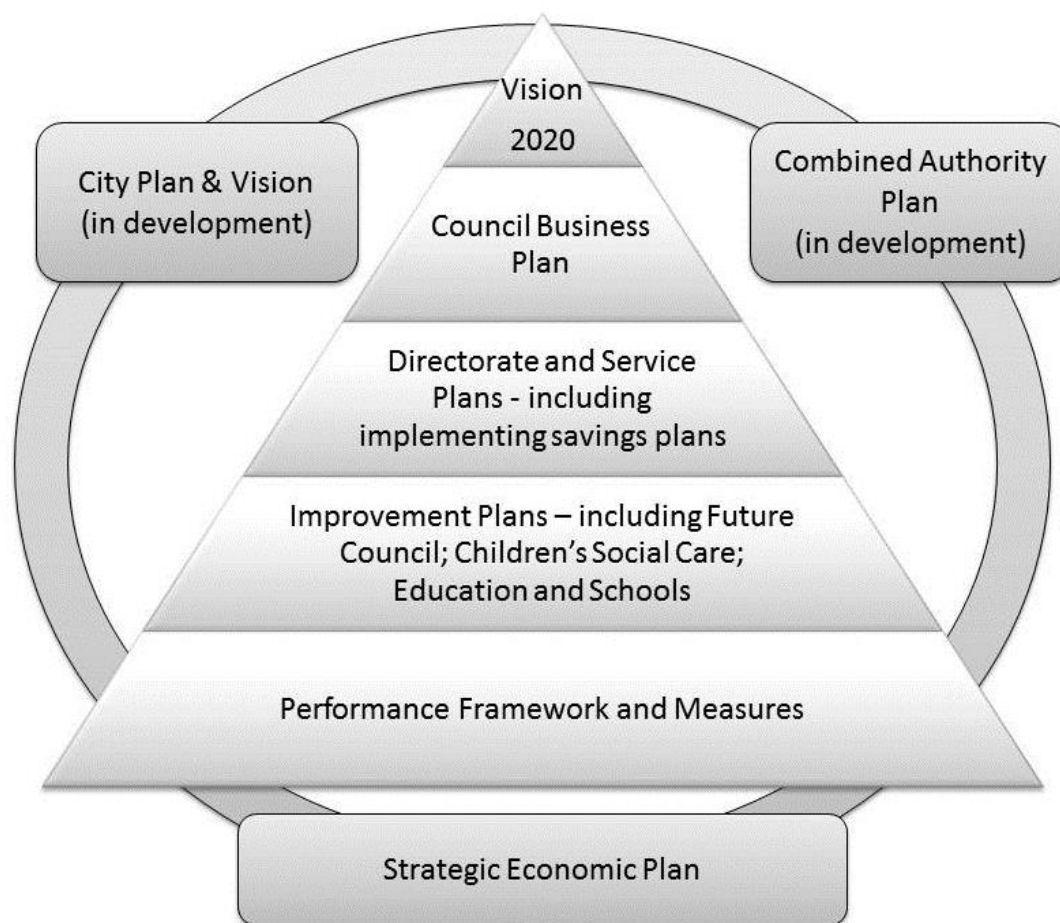 Vision
2020
City Plan & Vision
(in development)
Combined Authority
Plan
(in development)
Council Business
Plan
Directorate and Service
Plans - including
implementing savings plans
Improvement Plans – including Future
Council; Children’s Social Care;
Education and Schools
Performance Framework and Measures
Strategic Economic Plan